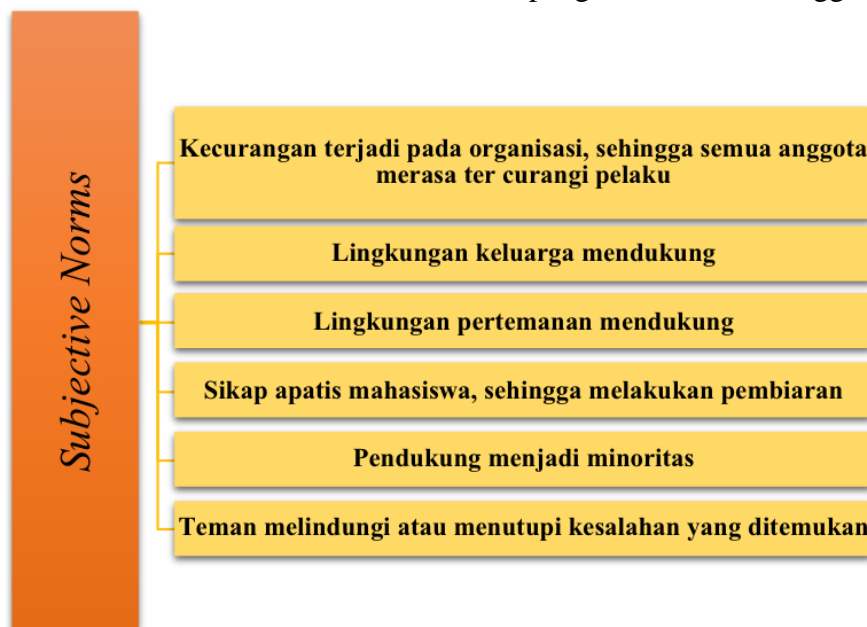 Subjective Norms
Kecurangan terjadi pada organisasi, sehingga semua anggota
merasa ter curangi pelaku
Lingkungan keluarga mendukung
Lingkungan pertemanan mendukung
Sikap apatis mahasiswa, sehingga melakukan pembiaran
Pendukung menjadi minoritas
Teman melindungi atau menutupi kesalahan yang ditemukan